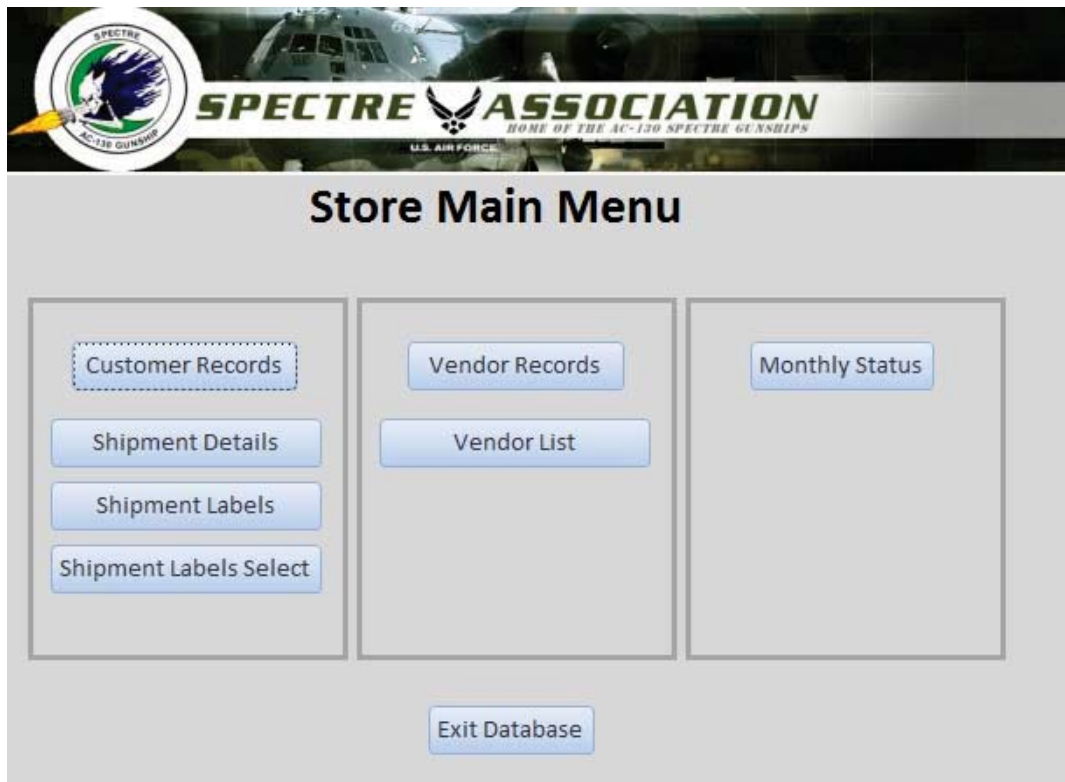 SPECTRE
AC-130 GUNSHIP
SPECTRE ASSOCIATION
HOME OF THE AC-130 SPECTRE GUNSHIPS
U.S. AIR FORCE
Store Main Menu
Customer Records
Vendor Records
Monthly Status
Shipment Details
Vendor List
Shipment Labels
Shipment Labels Select
Exit Database